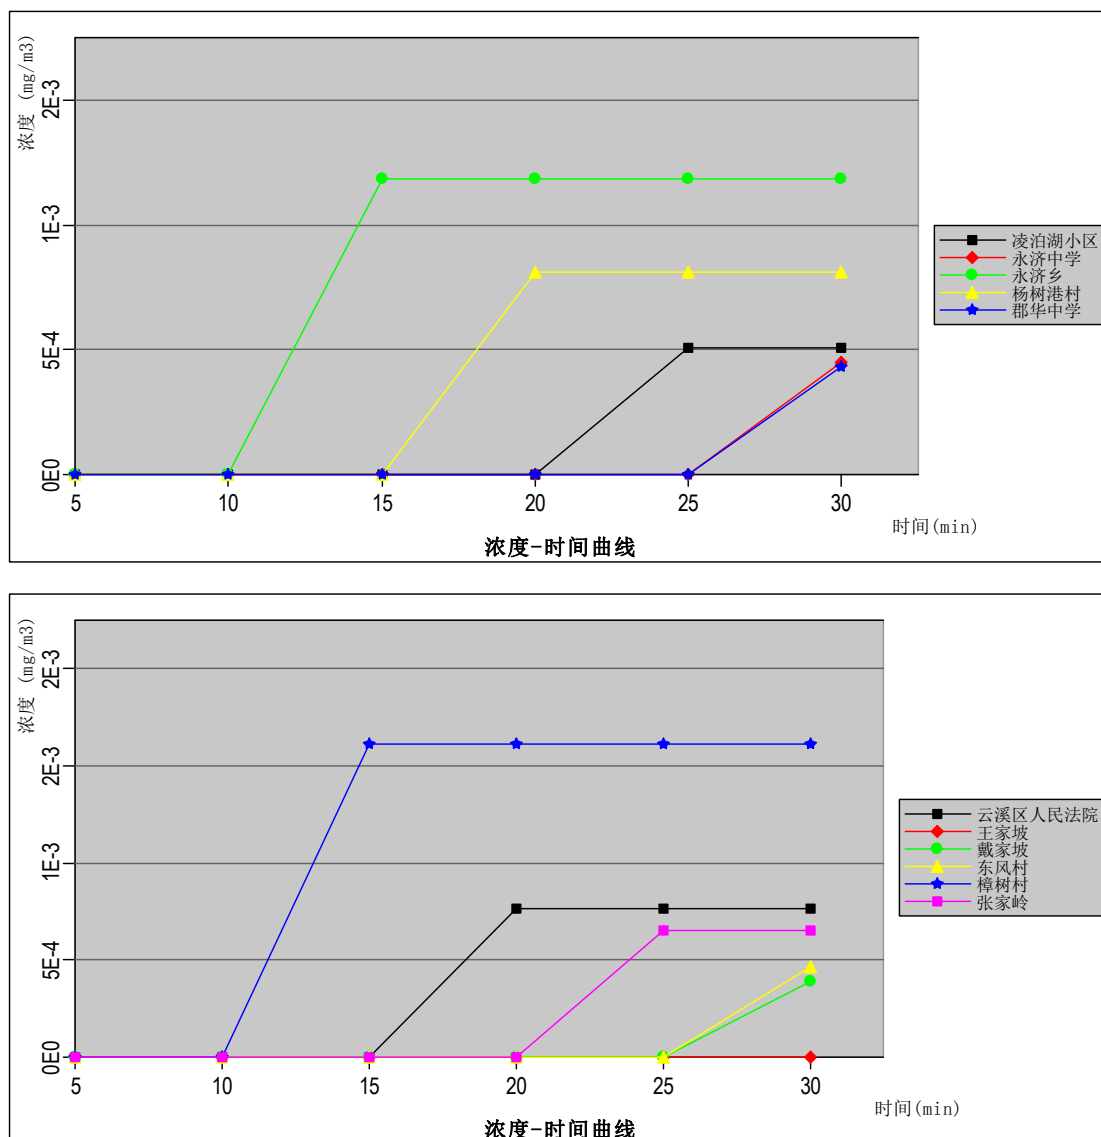 浓度 (mg/m3)
2E-3
1E-3
5E-4
0E0
5 10 15 20 25 30
时间(min)
浓度-时间曲线
凌泊湖小区
永济中学
永济乡
杨树港村
郡华中学
浓度 (mg/m3)
2E-3
2E-3
1E-3
5E-4
0E0
5 10 15 20 25 30
时间(min)
浓度-时间曲线
云溪区人民法院
王家坡
戴家坡
东风村
樟树村
张家岭